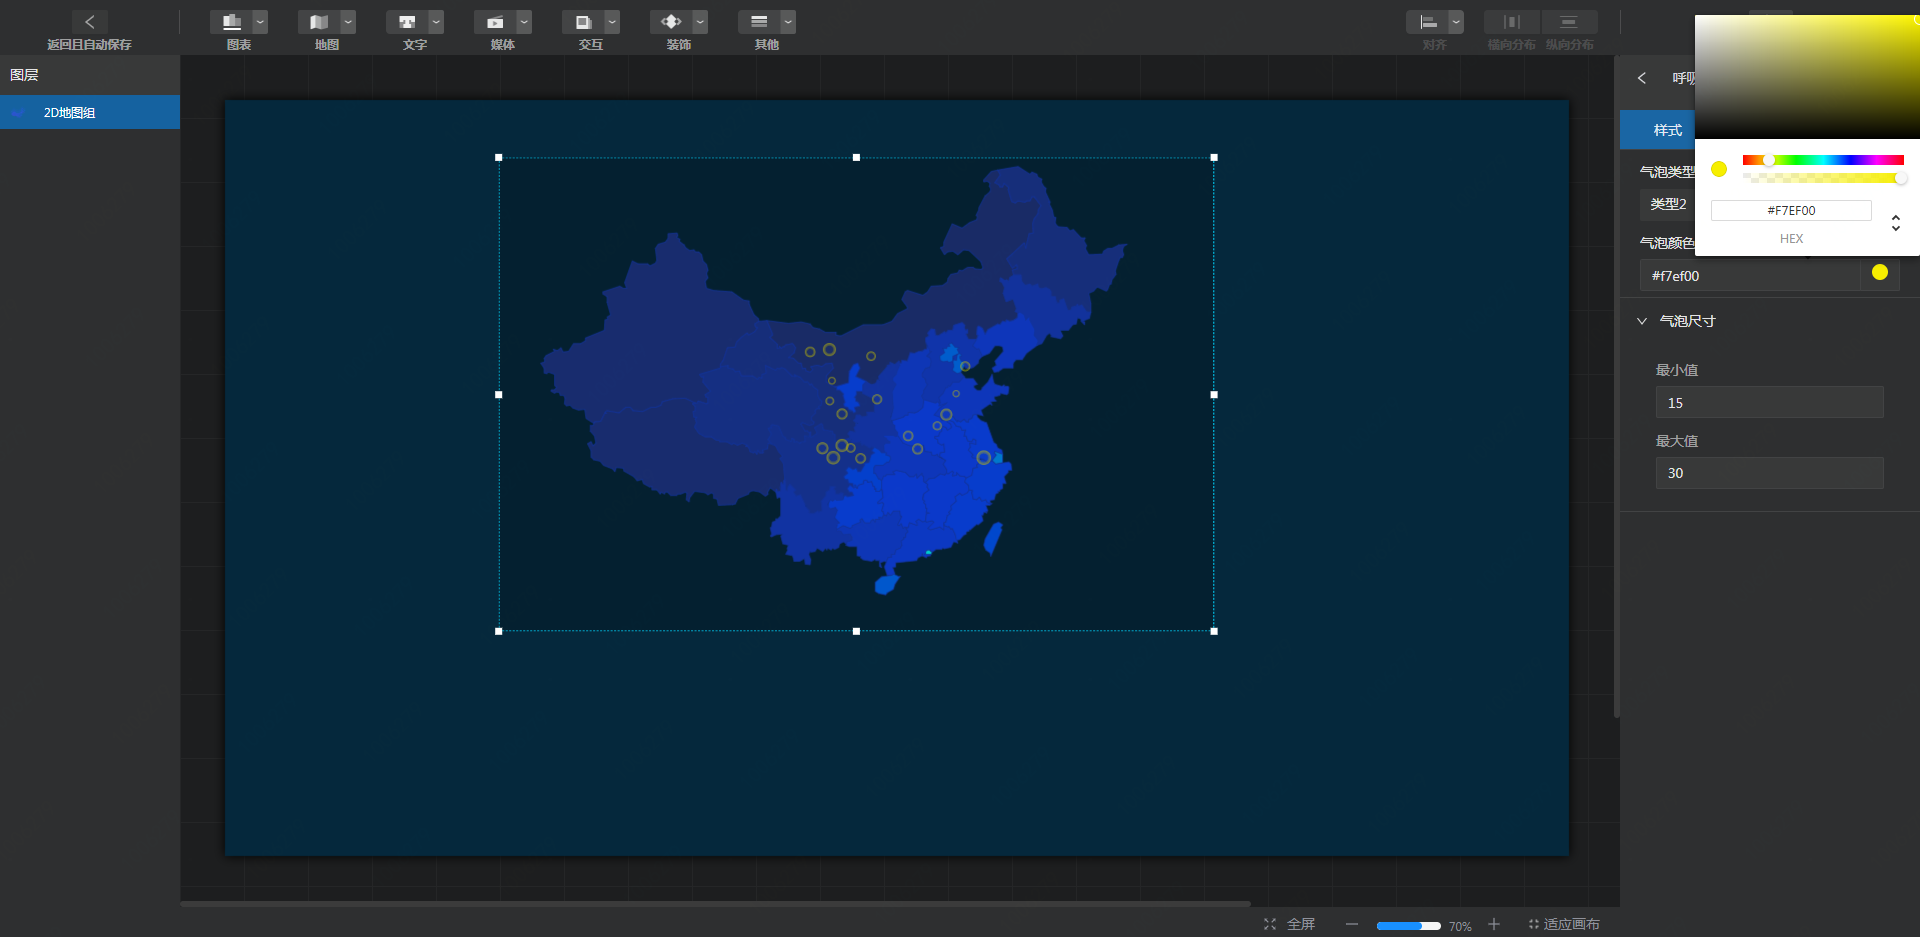 返回且自动保存
图表
地图
文字
媒体
交互
装饰
其他
对齐
横向分布
纵向分布
图层
2D地图组
样式
气泡类型
类型2
气泡颜色
#f7ef00
#F7EF00
HEX
气泡尺寸
最小值
15
最大值
30
全屏
70%
适应画布